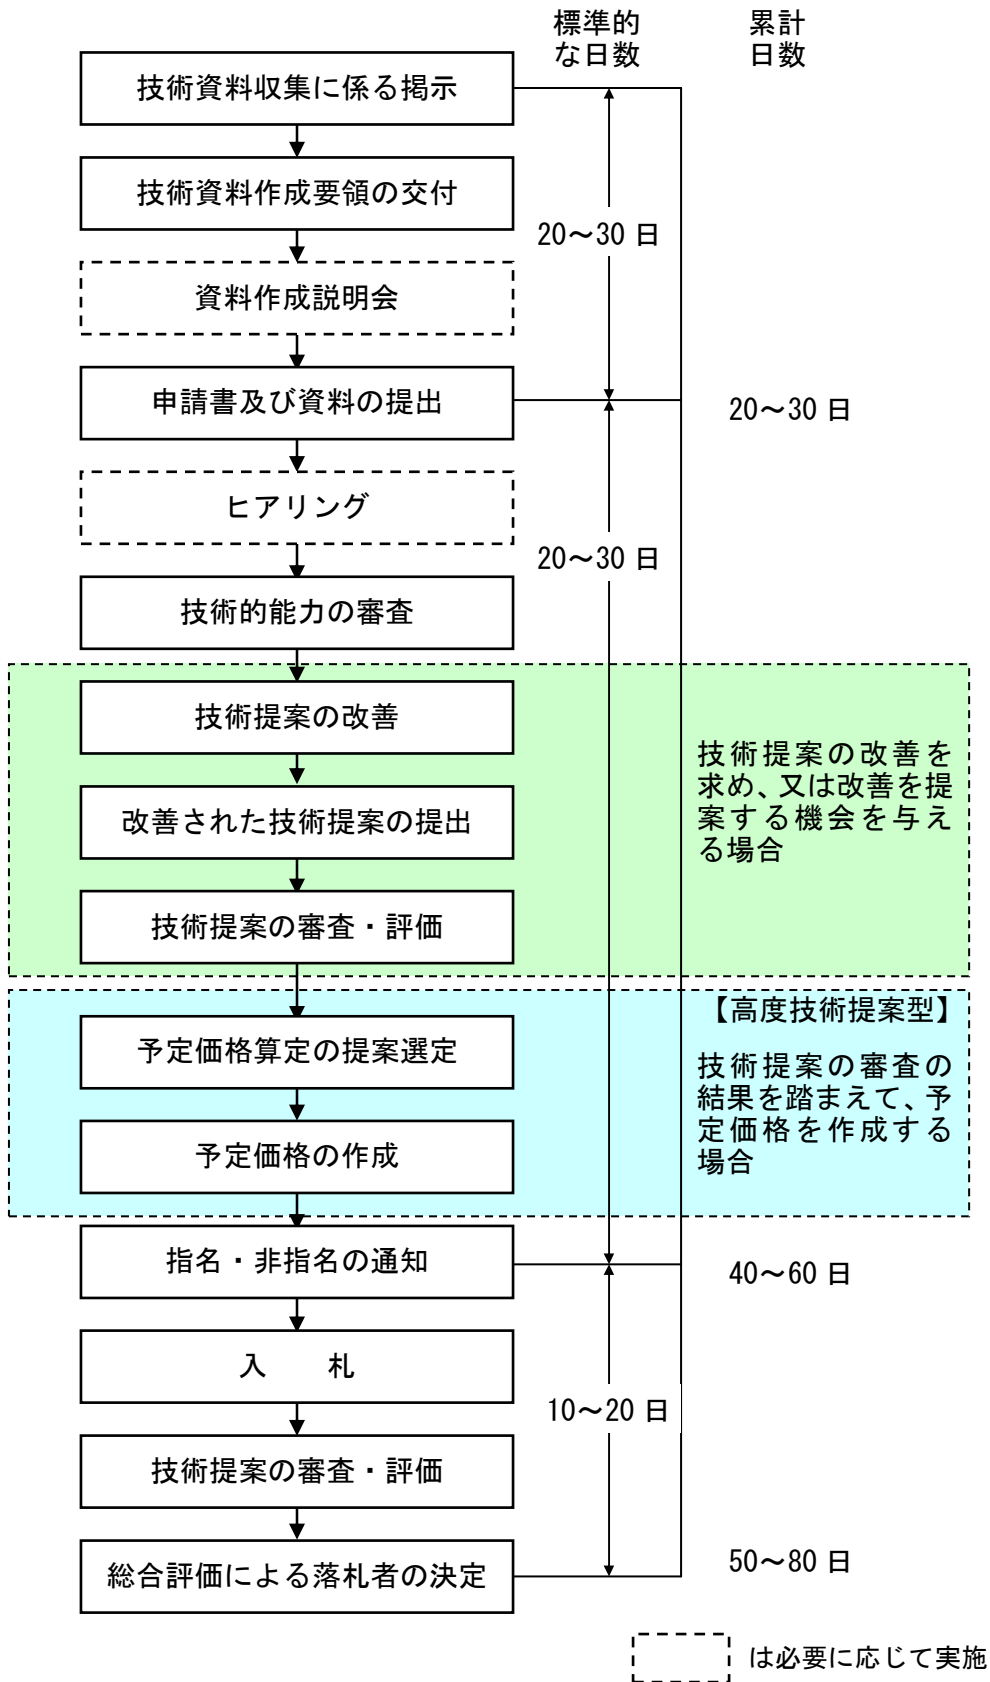 標準的
な日数
累計
日数
技術資料収集に係る掲示
技術資料作成要領の交付
20～30 日
資料作成説明会
申請書及び資料の提出
20～30 日
ヒアリング
20～30 日
技術的能力の審査
技術提案の改善
技術提案の改善を
求め、又は改善を提
案する機会を与え
る場合
改善された技術提案の提出
技術提案の審査・評価
【高度技術提案型】
予定価格算定の提案選定
技術提案の審査の
結果を踏まえて、予
定価格を作成する
場合
予定価格の作成
指名・非指名の通知
40～60 日
入　　札
10～20 日
技術提案の審査・評価
総合評価による落札者の決定
50～80 日
は必要に応じて実施